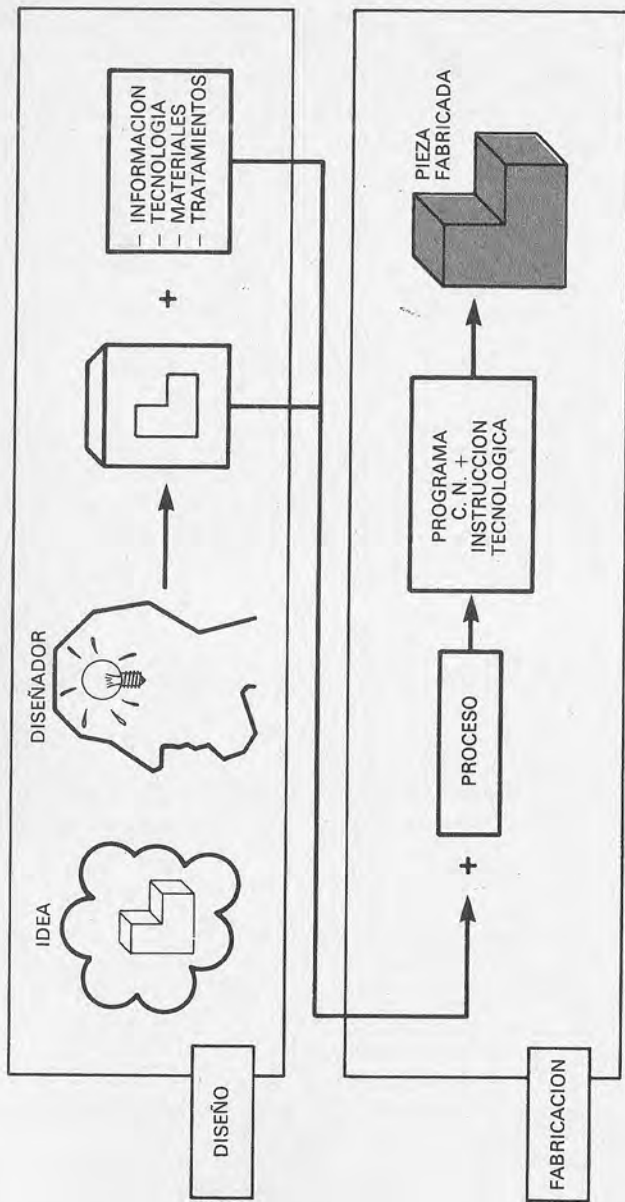 DISEÑO
IDEA
DISEÑADOR
+
- INFORMACION
- TECNOLOGIA
- MATERIALES
- TRATAMIENTOS
FABRICACION
+
PROCESO
PROGRAMA
C. N. +
INSTRUCCION
TECNOLOGICA
PIEZA
FABRICADA